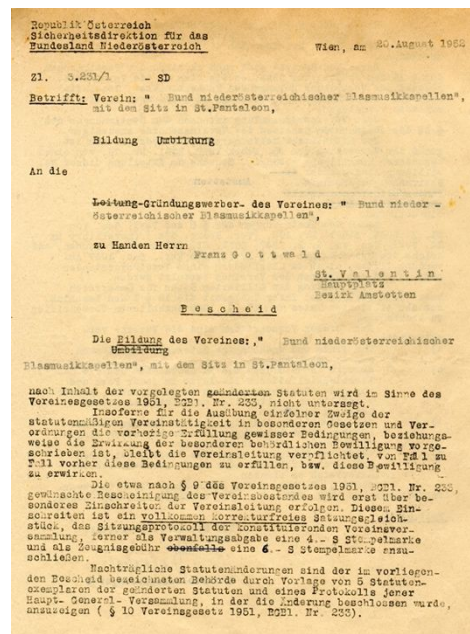 Republik Österreich
Sicherheitsdirektion für das
Bundesland Niederösterreich
Wien, am 20.August 1952
Zl. 3.231/1 - SD
Betrifft: Verein: " Bund niederösterreichischer Blasmusikkapellen",
mit dem Sitz in St.Pantaleon,
Bildung Umbildung
An die
Leitung-Gründungswerber- des Vereines: " Bund nieder -
österreichischer Blasmusikkapellen",
zu Handen Herrn
Franz G o t t w a l d
St. V a l e n t i n
Hauptplatz
Bezirk Amstetten
B e s c h e i d
Die Bildung des Vereines:," Bund niederösterreichischer
Umbildung
Blasmusikkapellen", mit dem Sitz in St.Pantaleon,
nach Inhalt der vorgelegten geänderten Statuten wird im Sinne des
Vereinesgesetzes 1951, BGBl. Nr. 233, nicht untersagt.
Insoferne für die Ausübung einzelner Zweige der
statutenmäßigen Vereinstätigkeit in besonderen Gesetzen und Ver-
ordnungen die vorherige Erfüllung gewisser Bedingungen, beziehungs-
weise die Erwirkung der besonderen behördlichen Bewilligung vorge-
schrieben ist, bleibt die Vereinsleitung verpflichtet, von Fall zu
Fall vorher diese Bedingungen zu erfüllen, bzw. diese Bewilligung
zu erwirken.
Die etwa nach § 9 des Vereinsgesetzes 1951, BGBl. Nr. 233,
gewünschte Bescheinigung des Vereinsbestandes wird erst über be-
sonderes Einschreiten der Vereinsleitung erfolgen. Diesem Ein-
schreiten ist ein vollkommen korrekturfreies Satzungsgleich-
stück, das Sitzungsprotokoll der konstituierenden Vereinsver-
sammlung, ferner als Verwaltungsabgabe eine 4.- S Stempelmarke
und als Zeugnisgebühr ebenfalls eine 6.- S Stempelmarke anzu-
schließen.
Nachträgliche Statutenänderungen sind der im vorliegen-
den Bescheid bezeichneten Behörde durch Vorlage von 5 Statuten-
exemplaren der geänderten Statuten und eines Protokolls jener
Haupt- General- Versammlung, in der die Änderung beschlossen wurde,
anzuzeigen ( § 10 Vereinsgesetz 1951, BGBl. Nr. 233).